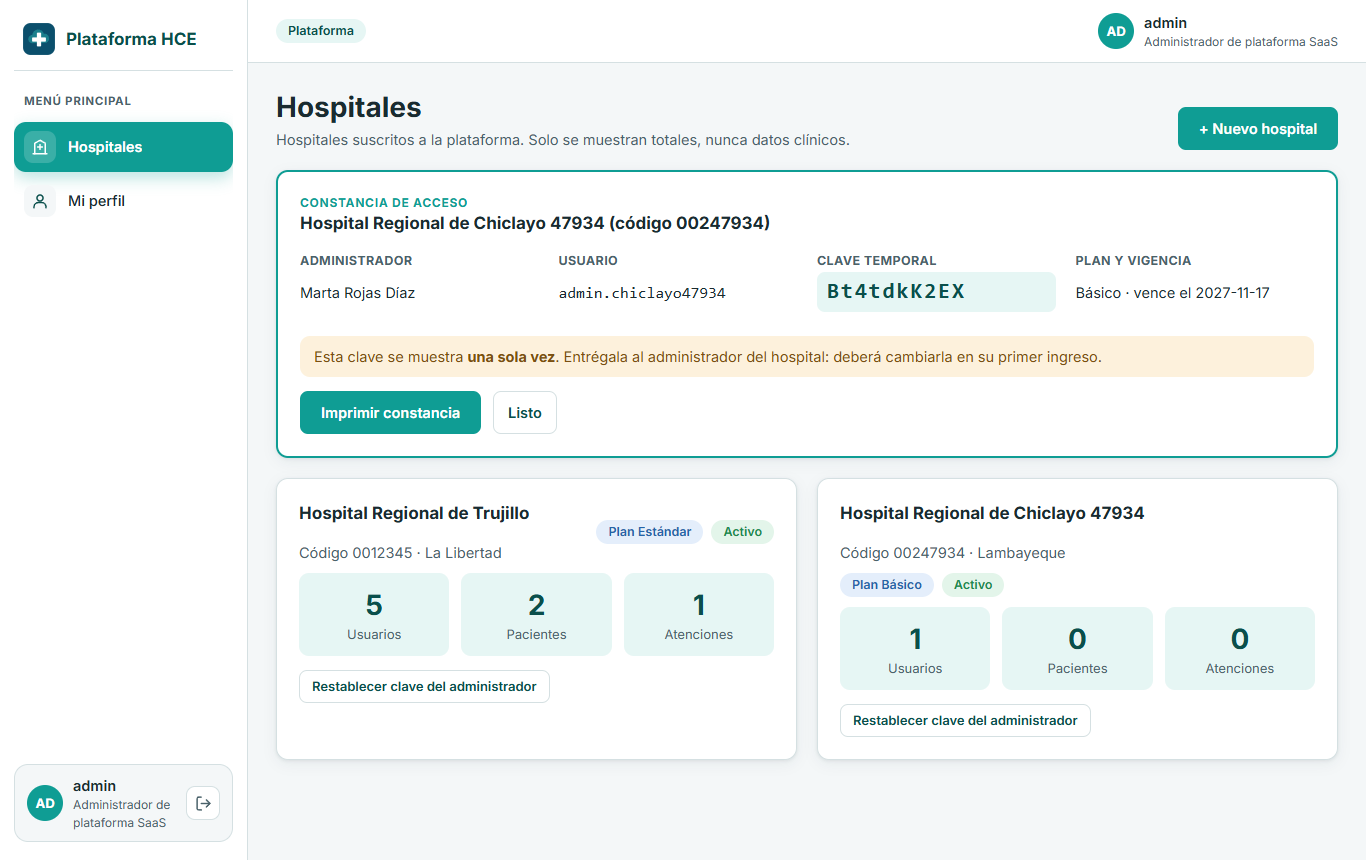 Plataforma HCE
MENÚ PRINCIPAL
Hospitales
Mi perfil
AD
admin
Administrador de
plataforma SaaS
Plataforma
AD
admin
Administrador de plataforma SaaS
Hospitales
Hospitales suscritos a la plataforma. Solo se muestran totales, nunca datos clínicos.
+ Nuevo hospital
CONSTANCIA DE ACCESO
Hospital Regional de Chiclayo 47934 (código 00247934)
ADMINISTRADOR
Marta Rojas Díaz
USUARIO
admin.chiclayo47934
CLAVE TEMPORAL
Bt4tdkK2EX
PLAN Y VIGENCIA
Básico · vence el 2027-11-17
Esta clave se muestra una sola vez. Entrégala al administrador del hospital: deberá cambiarla en su primer ingreso.
Imprimir constancia
Listo
Hospital Regional de Trujillo
Código 0012345 · La Libertad
Plan Estándar
Activo
5
Usuarios
2
Pacientes
1
Atenciones
Restablecer clave del administrador
Hospital Regional de Chiclayo 47934
Código 00247934 · Lambayeque
Plan Básico
Activo
1
Usuarios
0
Pacientes
0
Atenciones
Restablecer clave del administrador